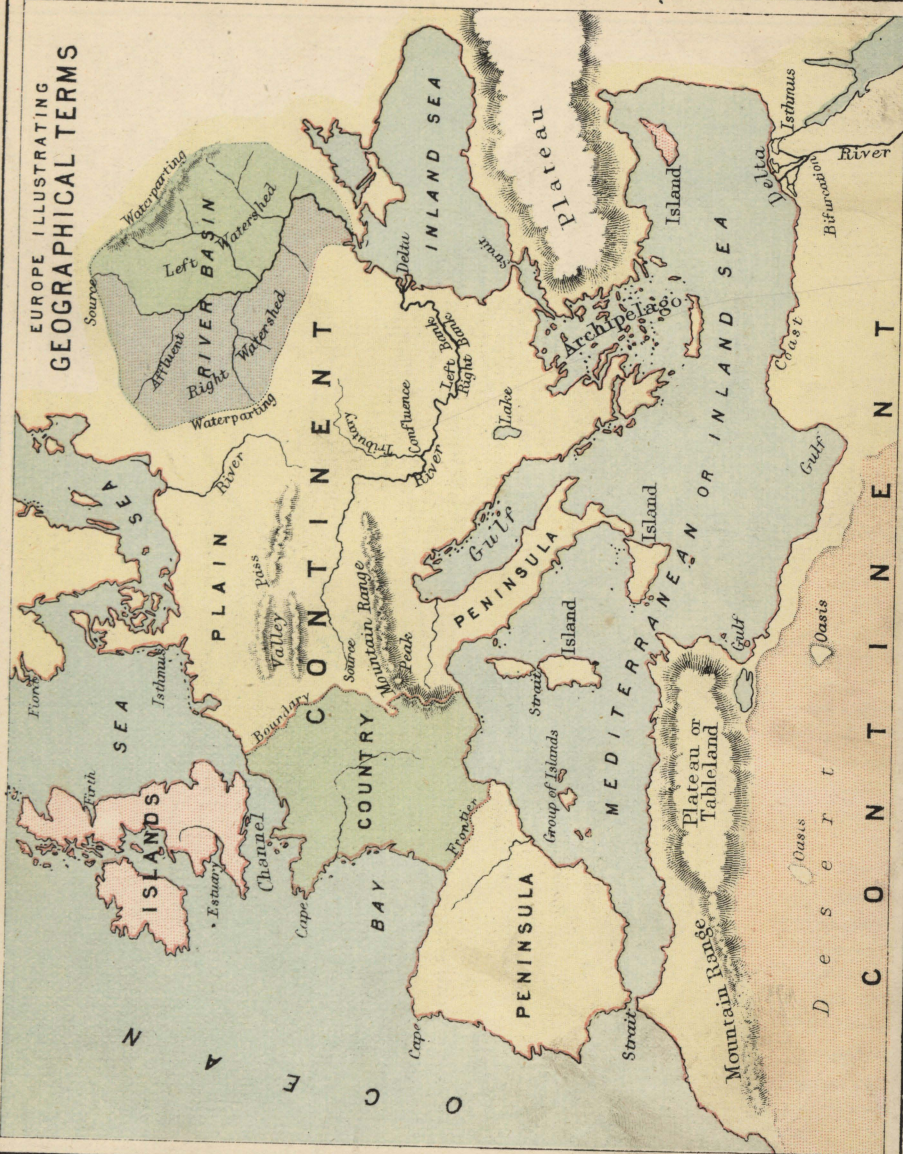 EUROPE ILLUSTRATING
GEOGRAPHICAL TERMS
OCEAN
ISLANDS
Firth
Estuary
Channel
SEA
Fiord
Isthmus
SEA
Cape
BAY
COUNTRY
Boundary
Frontier
Cape
PENINSULA
Strait
PLAIN
River
Valley
Pass
CONTINENT
Source
Mountain Range
Peak
Tributary
Confluence
River
Left Bank
Right Bank
Delta
Lake
Source
Waterparting
Affluent
Left
Watershed
RIVER BASIN
Right
Watershed
Waterparting
INLAND SEA
Strait
Plateau
Gulf
PENINSULA
Archipelago
Island
Island
Island
Strait
Group of Islands
MEDITERRANEAN OR INLAND SEA
Gulf
Gulf
Coast
Delta
Isthmus
River
Bifurcation
Plateau or
Tableland
Mountain Range
Oasis
Oasis
Desert
CONTINENT